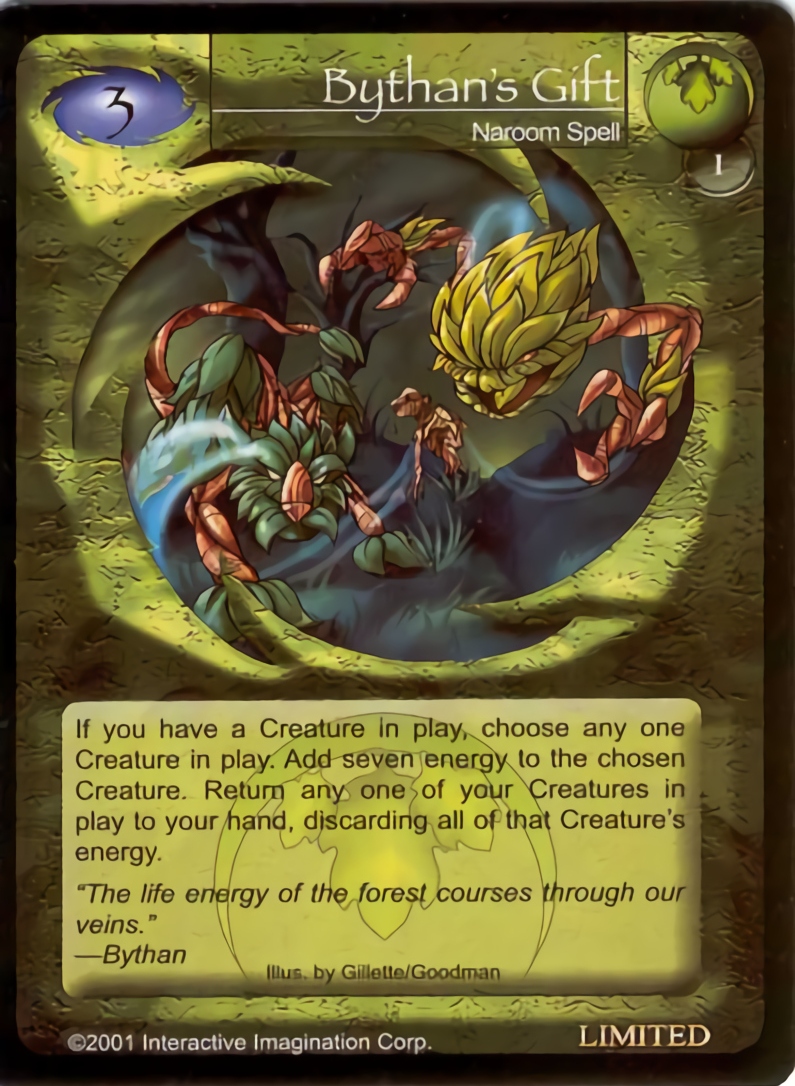 3
Bythan's Gift
Naroom Spell
1
If you have a Creature in play, choose any one
Creature in play. Add seven energy to the chosen
Creature. Return any one of your Creatures in
play to your hand, discarding all of that Creature's
energy.
"The life energy of the forest courses through our
veins."
—Bythan
Illus. by Gillette/Goodman
©2001 Interactive Imagination Corp.
LIMITED